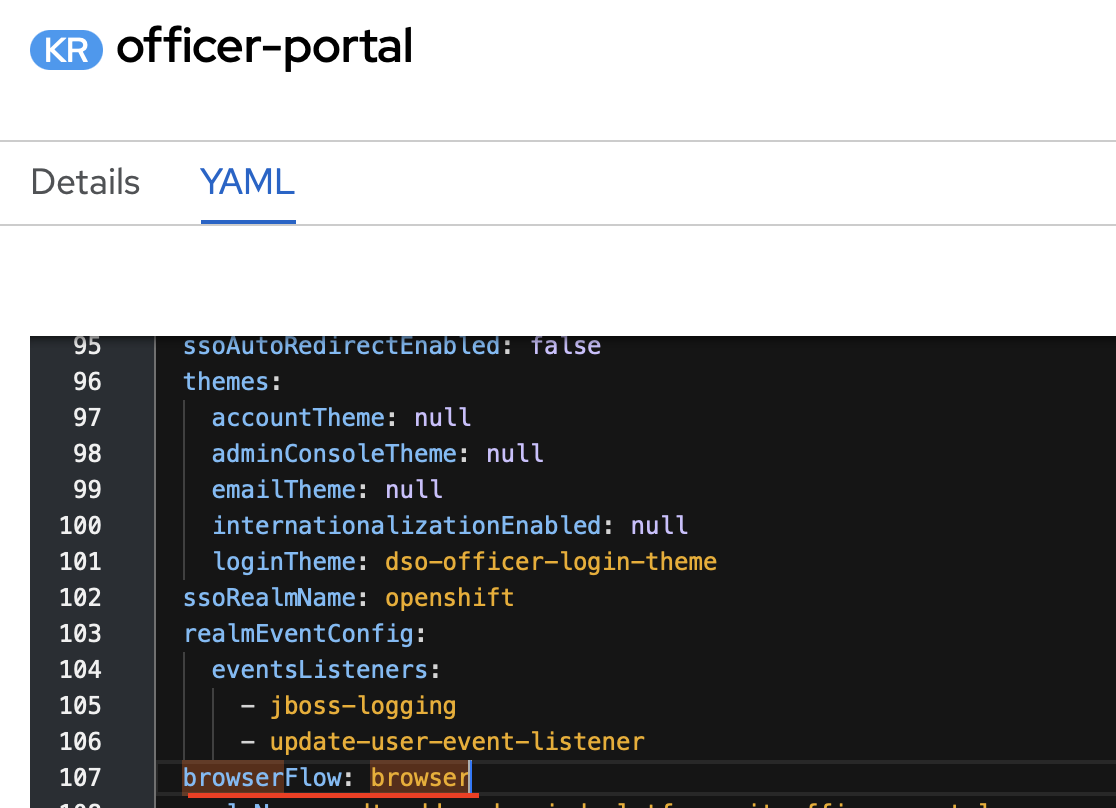 KR officer-portal
Details YAML
95 ssoAutoRedirectEnabled: false
96 themes:
97 accountTheme: null
98 adminConsoleTheme: null
99 emailTheme: null
100 internationalizationEnabled: null
101 loginTheme: dso-officer-login-theme
102 ssoRealmName: openshift
103 realmEventConfig:
104 eventsListeners:
105 - jboss-logging
106 - update-user-event-listener
107 browserFlow: browser